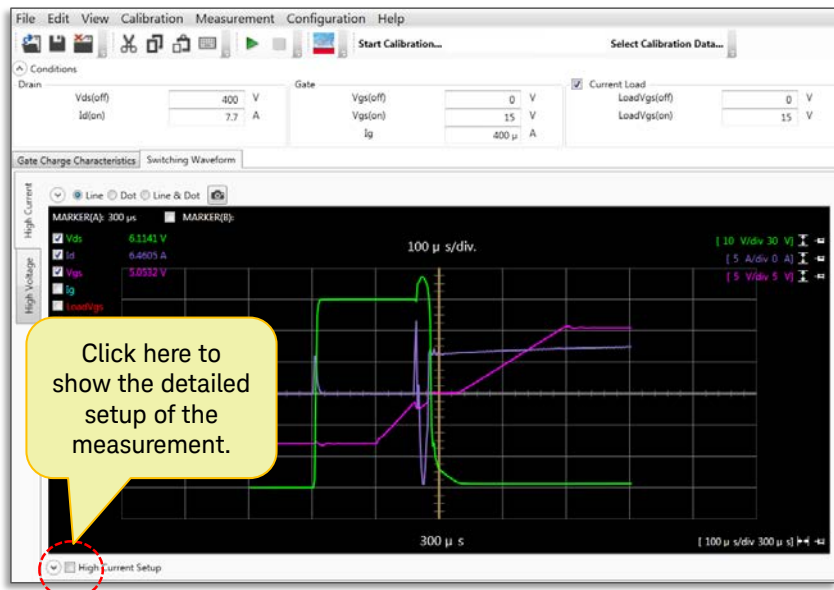 File Edit View Calibration Measurement Configuration Help
Start Calibration... Select Calibration Data...
Conditions
Drain Gate Current Load
Vds(off) 400 V Vgs(off) 0 V LoadVgs(off) 0 V
Id(on) 7.7 A Vgs(on) 15 V LoadVgs(on) 15 V
Ig 400 μ A
Gate Charge Characteristics Switching Waveform
High Current
High Voltage
Line Dot Line & Dot
MARKER(A): 300 μs MARKER(B):
Vds 6.1141 V
Id 6.4605 A
Vgs 5.0532 V
Ig
LoadVgs
100 μ s/div.
[ 10 V/div 30 V]
[ 5 A/div 0 A]
[ 5 V/div 5 V]
Click here to
show the detailed
setup of the
measurement.
300 μ s
[ 100 μ s/div 300 μ s]
High Current Setup